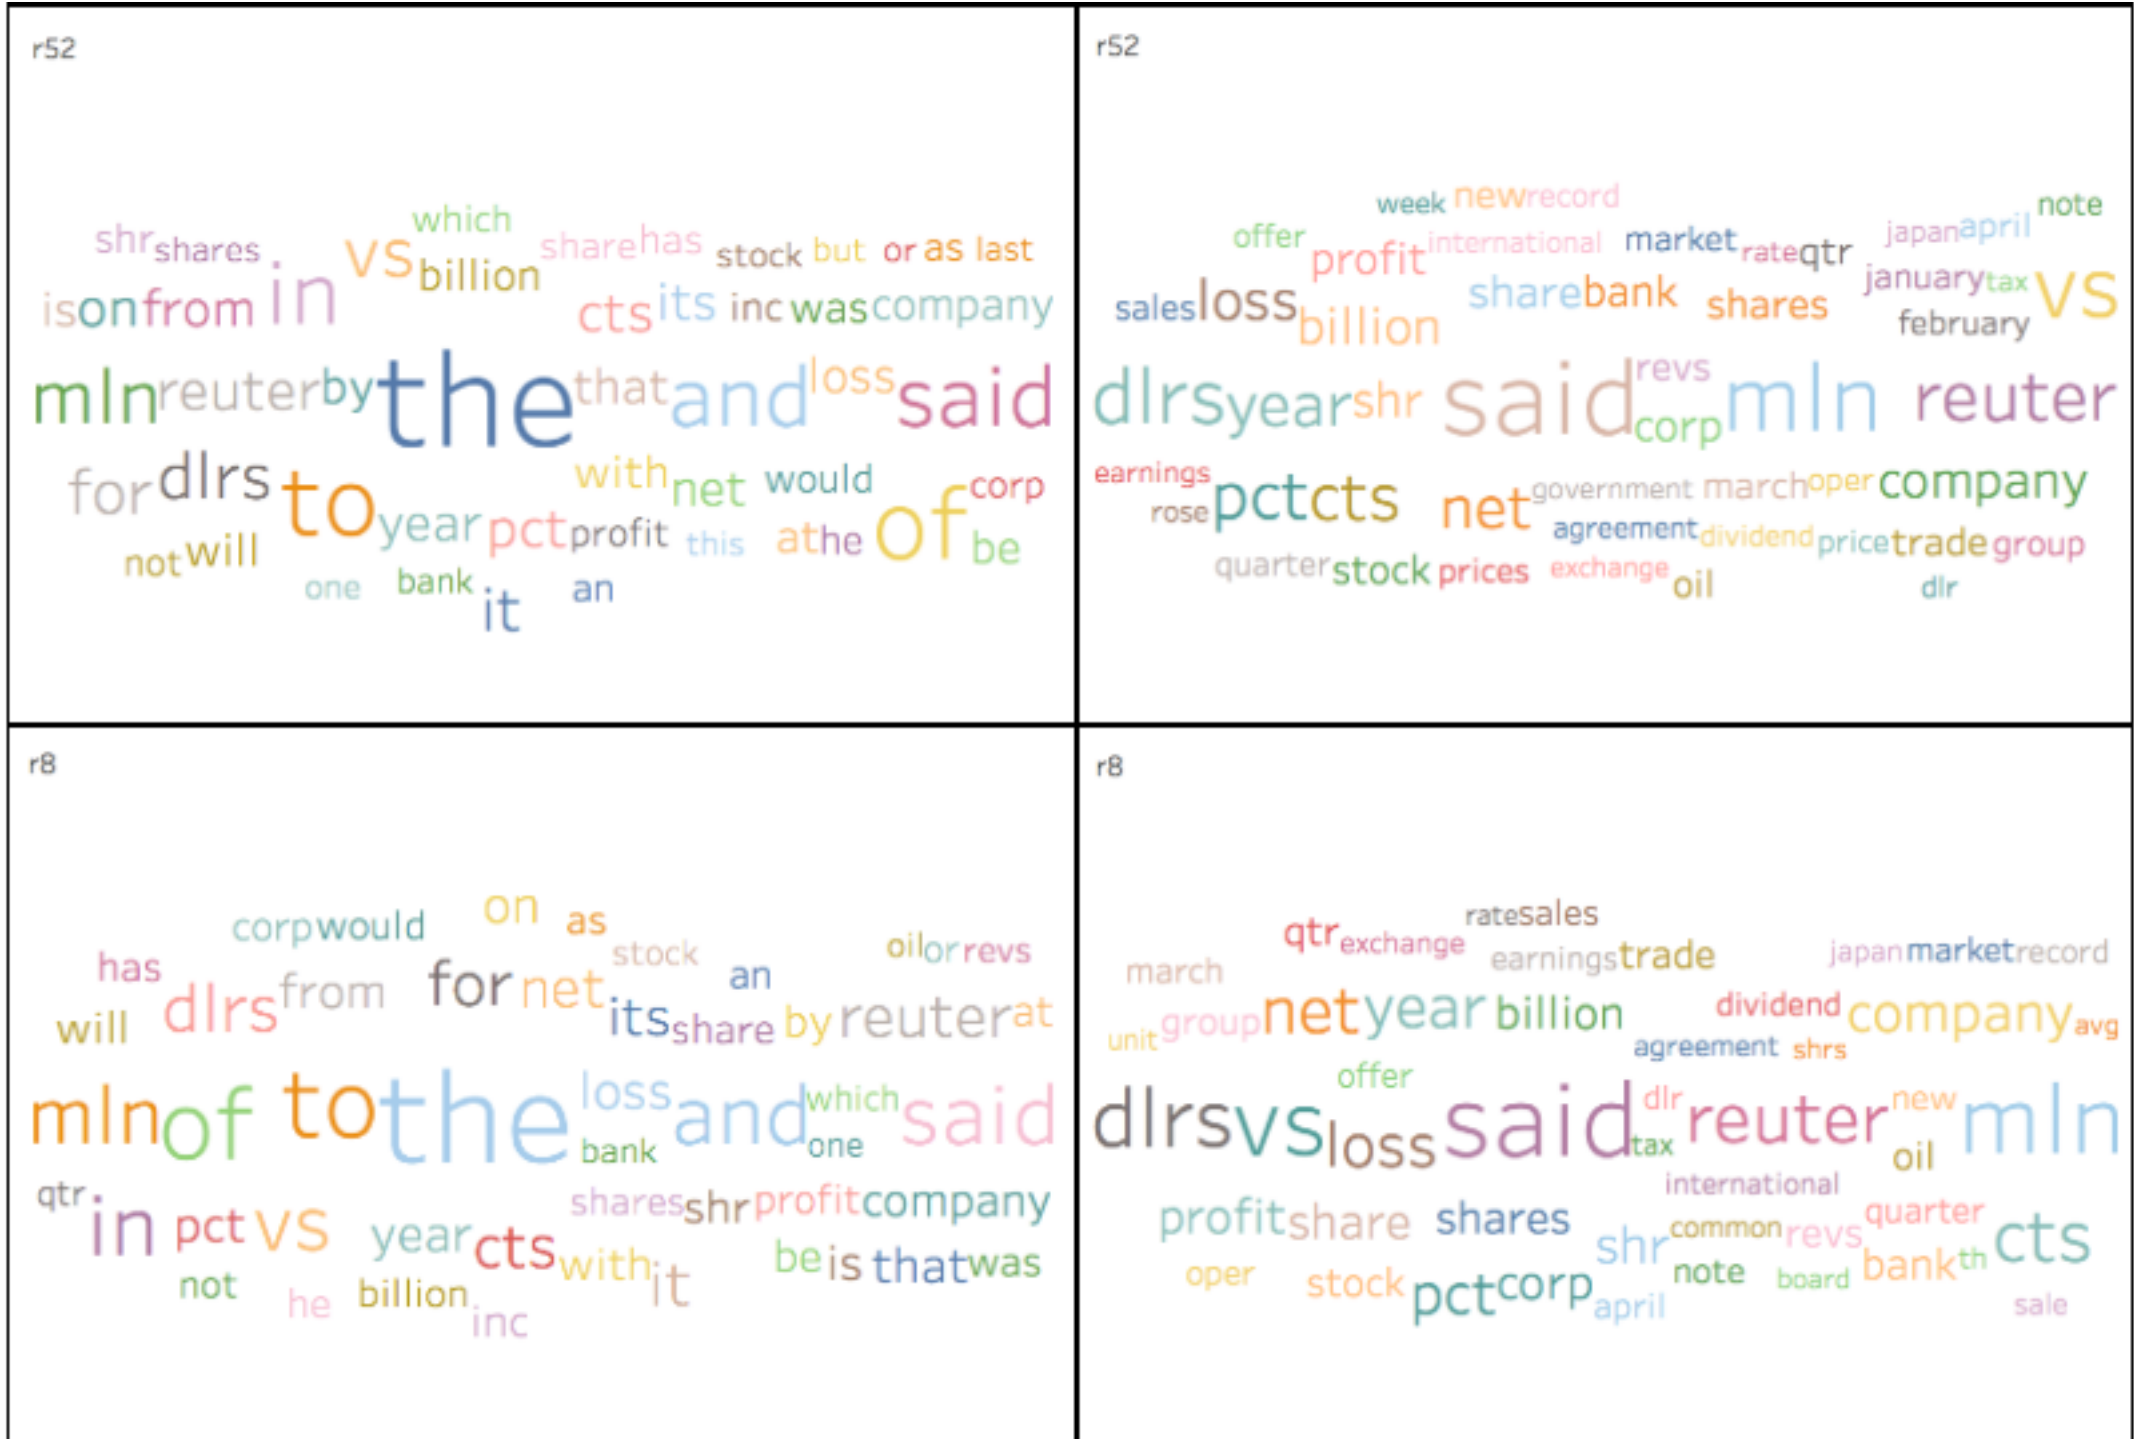 r52
which
shr shares in vs billion share has stock but or as last
is on from cts its inc was company
mln reuter by the that and loss said
for dlrs to with net would of corp
year pct profit this at he be
not will
one bank it an
r52
week new record note
offer profit international market rate qtr japan april
sales loss billion share bank shares january tax vs
february
dlrs year shr said revs corp mln reuter
earnings pct cts net government march oper company
rose agreement dividend price trade group
quarter stock prices exchange oil dlr
r8
corp would on as
has stock oil or revs
will dlrs from for net its an share by reuter at
mln of to the loss and which said
bank one
qtr in pct vs year cts shares shr profit company
not with it be is that was
he billion inc
r8
rate sales
qtr exchange earnings trade japan market record
march
unit group net year billion dividend company avg
agreement shrs
offer
dlrs vs loss said dlr tax reuter new oil mln
international
profit share shares shr common revs quarter cts
oper stock pct corp note board bank th
april sale